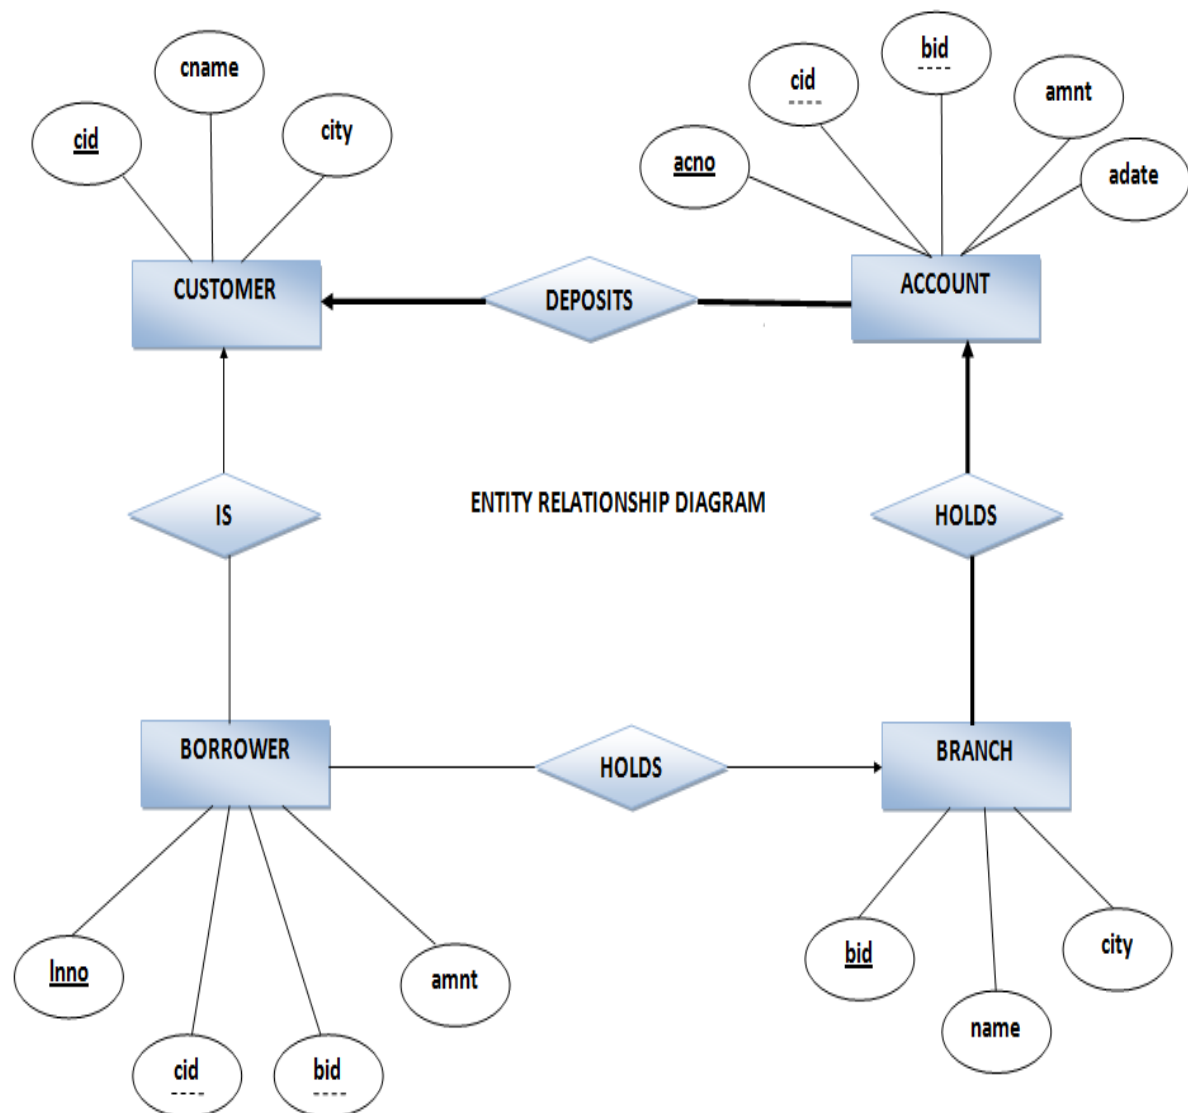 cname
cid
city
bid
cid
amnt
acno
adate
CUSTOMER
DEPOSITS
ACCOUNT
IS
ENTITY RELATIONSHIP DIAGRAM
HOLDS
BORROWER
HOLDS
BRANCH
lnno
amnt
cid
bid
bid
city
name